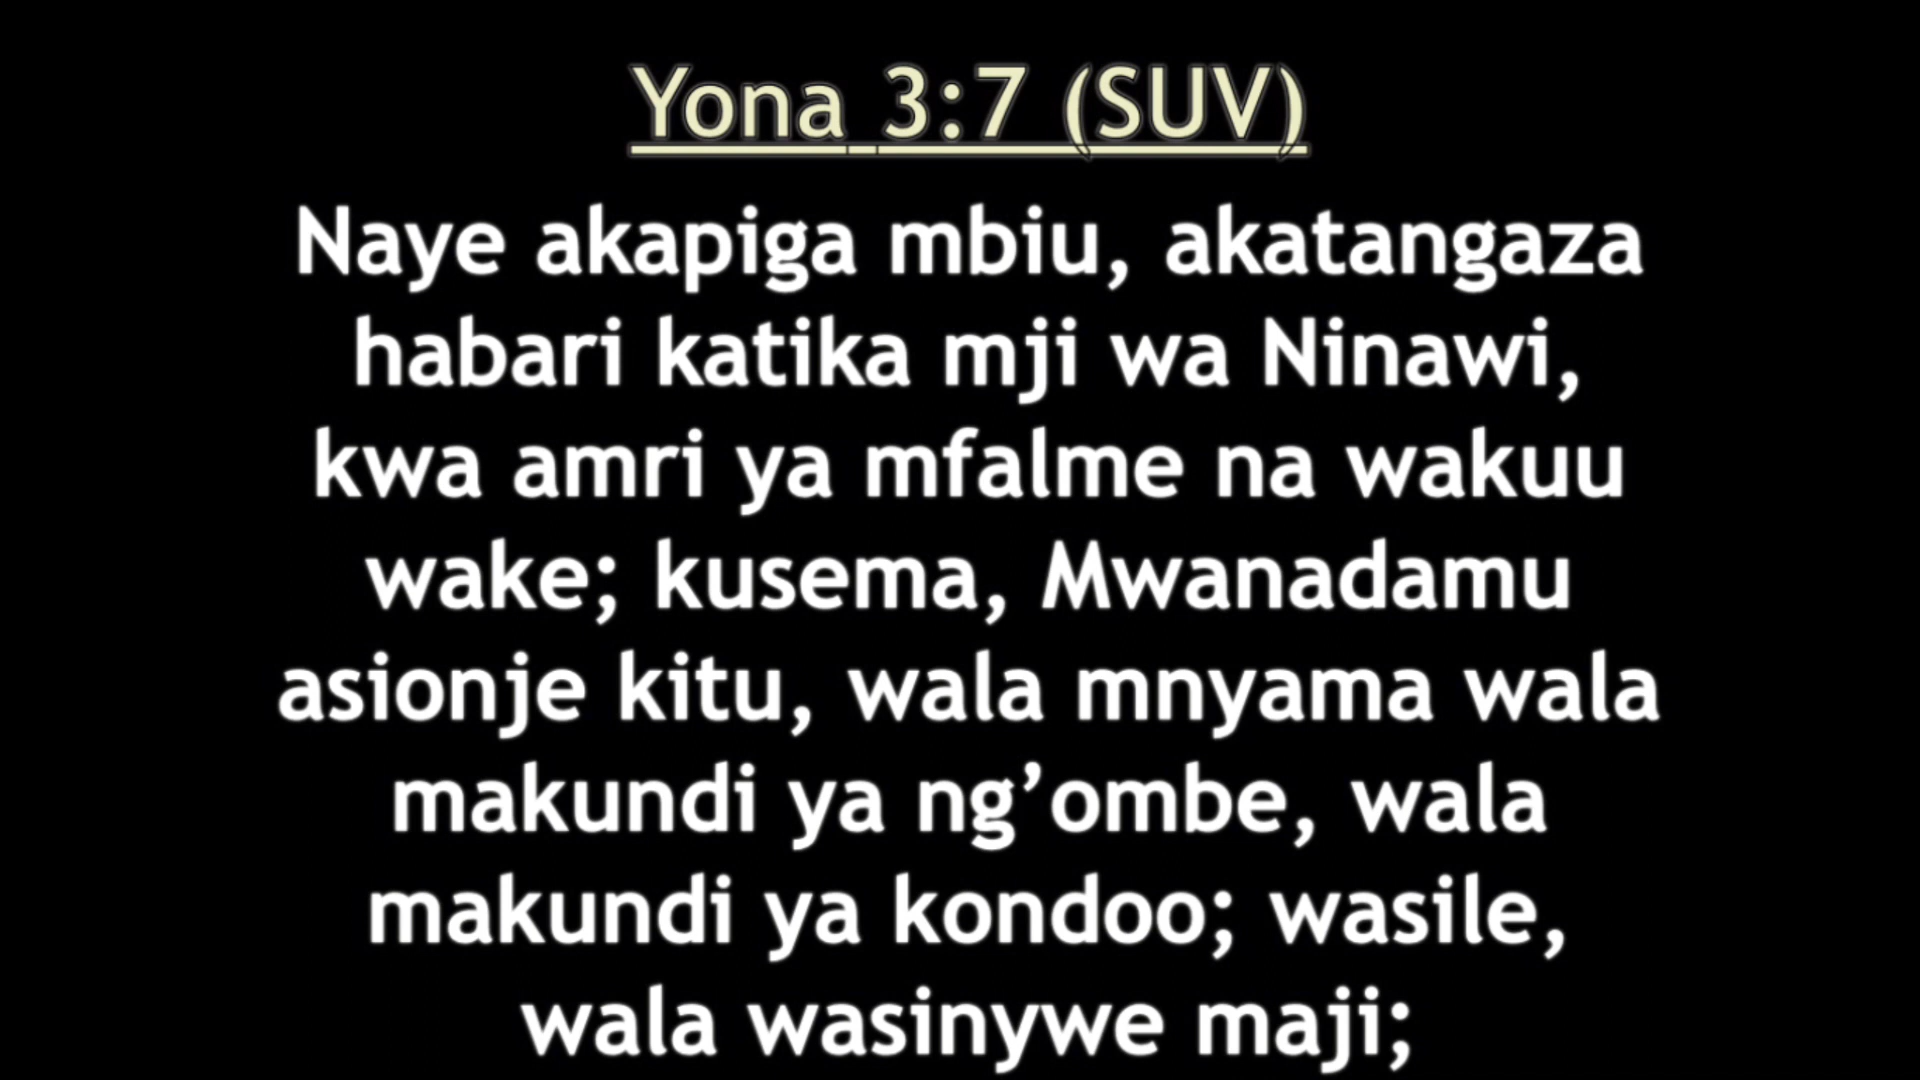 Yona 3:7 (SUV)
Naye akapiga mbiu, akatangaza
habari katika mji wa Ninawi,
kwa amri ya mfalme na wakuu
wake; kusema, Mwanadamu
asionje kitu, wala mnyama wala
makundi ya ng’ombe, wala
makundi ya kondoo; wasile,
wala wasinywe maji;